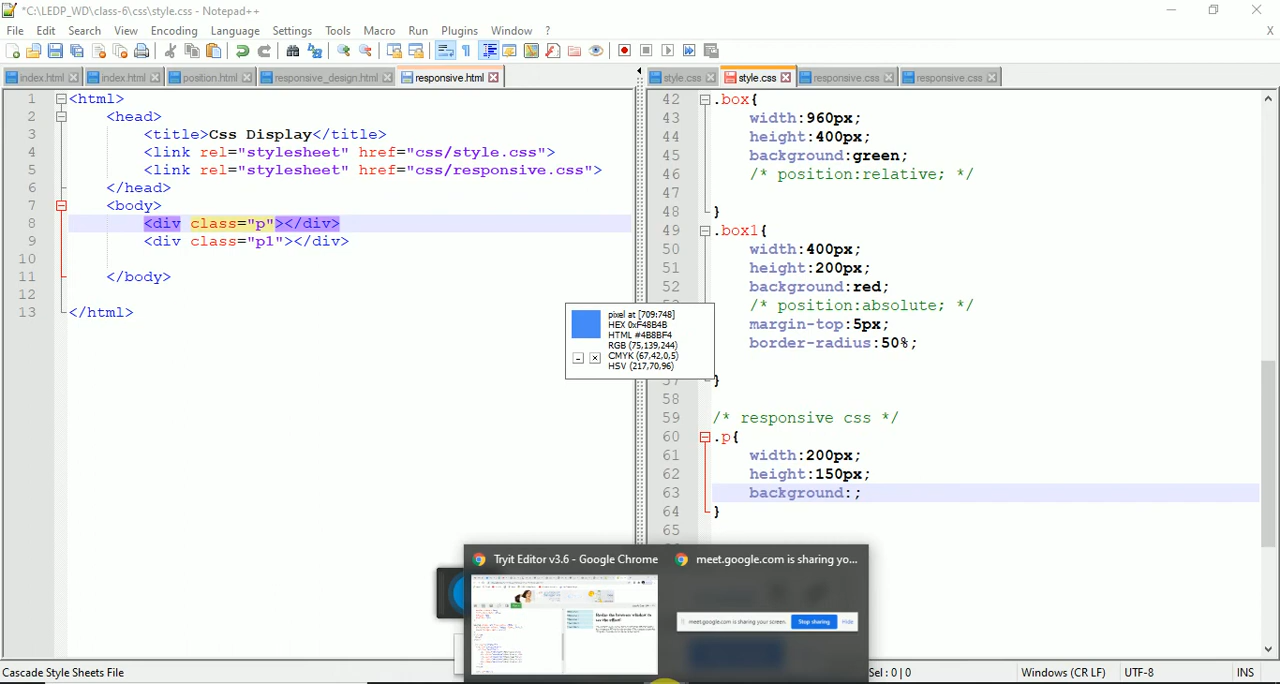 *C:\LEDP_WD\class-6\css\style.css - Notepad++
File Edit Search View Encoding Language Settings Tools Macro Run Plugins Window ? X
index.html index.html position.html responsive_design.html responsive.html
style.css style.css responsive.css responsive.css
1 <html>
2 <head>
3 <title>Css Display</title>
4 <link rel="stylesheet" href="css/style.css">
5 <link rel="stylesheet" href="css/responsive.css">
6 </head>
7 <body>
8 <div class="p"></div>
9 <div class="p1"></div>
10
11 </body>
12
13 </html>
42 .box{
43 width:960px;
44 height:400px;
45 background:green;
46 /* position:relative; */
47
48 }
49 .box1{
50 width:400px;
51 height:200px;
52 background:red;
/* position:absolute; */
margin-top:5px;
border-radius:50%;
57 }
58
59 /* responsive css */
60 .p{
61 width:200px;
62 height:150px;
63 background:;
64 }
65
pixel at [709:748]
HEX 0xF48B4B
HTML #4B8BF4
RGB (75,139,244)
CMYK (67,42,0,5)
HSV (217,70,96)
Tryit Editor v3.6 - Google Chrome
meet.google.com is sharing yo...
meet.google.com is sharing your screen. Stop sharing Hide
Cascade Style Sheets File Sel : 0 | 0 Windows (CR LF) UTF-8 INS